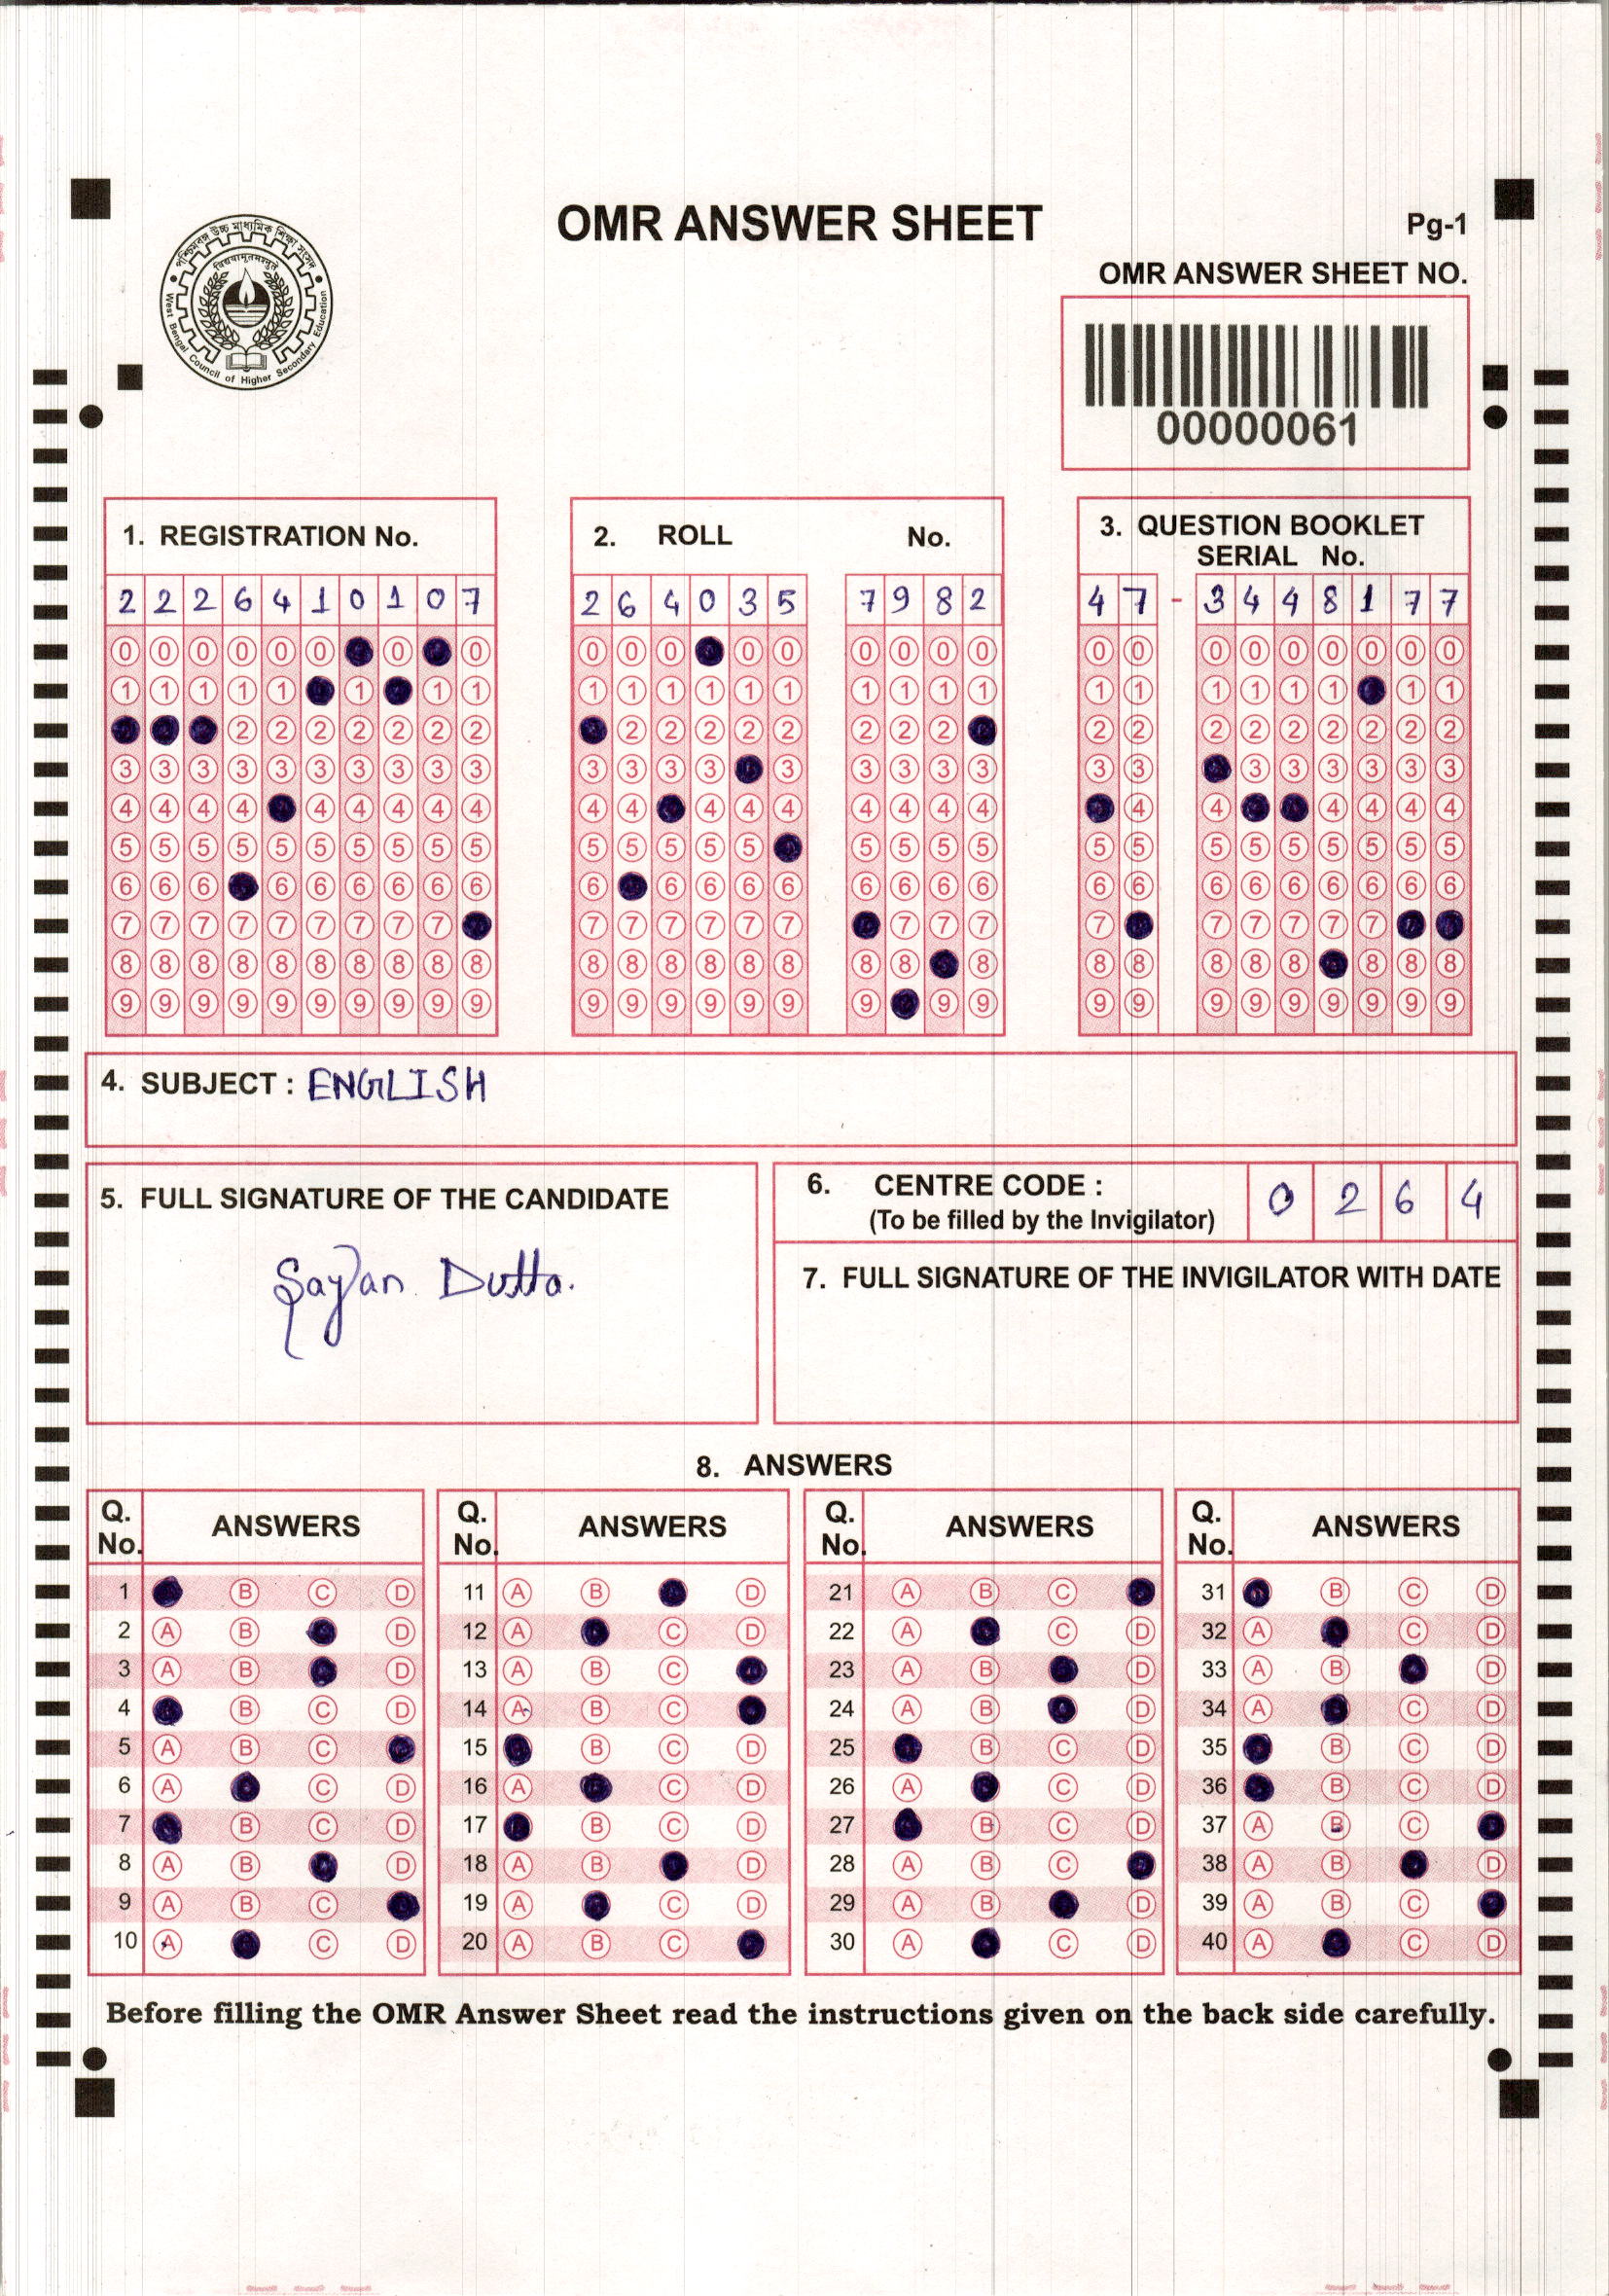 OMR ANSWER SHEET
Pg-1
পশ্চিমবঙ্গ উচ্চ মাধ্যমিক শিক্ষা সংসদ
West Bengal Council of Higher Secondary Education
OMR ANSWER SHEET NO.
00000061
1. REGISTRATION No.
2 2 2 6 4 1 0 1 0 7
2. ROLL No.
2 6 4 0 3 5 7 9 8 2
3. QUESTION BOOKLET
SERIAL No.
4 7 - 3 4 4 8 1 7 7
4. SUBJECT : ENGLISH
5. FULL SIGNATURE OF THE CANDIDATE
Sayan Dutta.
6. CENTRE CODE : 0 2 6 4
(To be filled by the Invigilator)
7. FULL SIGNATURE OF THE INVIGILATOR WITH DATE
8. ANSWERS
Q. No. ANSWERS Q. No. ANSWERS Q. No. ANSWERS Q. No. ANSWERS
1 B C D 11 A B D 21 A B C 31 B C D
2 A B D 12 A C D 22 A C D 32 A C D
3 A B D 13 A B C 23 A B D 33 A B D
4 B C D 14 A B C 24 A B D 34 A C D
5 A B C 15 B C D 25 B C D 35 B C D
6 A C D 16 A C D 26 A C D 36 B C D
7 B C D 17 B C D 27 B C D 37 A B C
8 A B D 18 A B D 28 A B C 38 A B D
9 A B C 19 A C D 29 A B D 39 A B C
10 A C D 20 A B C 30 A C D 40 A C D
Before filling the OMR Answer Sheet read the instructions given on the back side carefully.